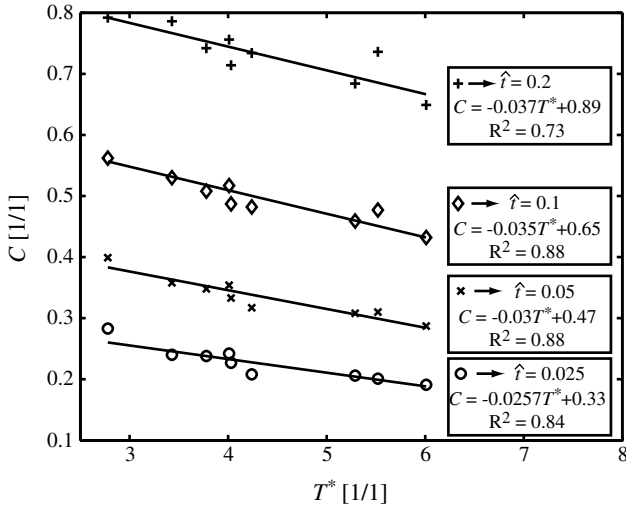 0.8
0.7
0.6
0.5
0.4
0.3
0.2
0.1
C [1/1]
3 4 5 6 7 8
T* [1/1]
t̂ = 0.2
C = -0.037T*+0.89
R² = 0.73
t̂ = 0.1
C = -0.035T*+0.65
R² = 0.88
t̂ = 0.05
C = -0.03T*+0.47
R² = 0.88
t̂ = 0.025
C = -0.0257T*+0.33
R² = 0.84